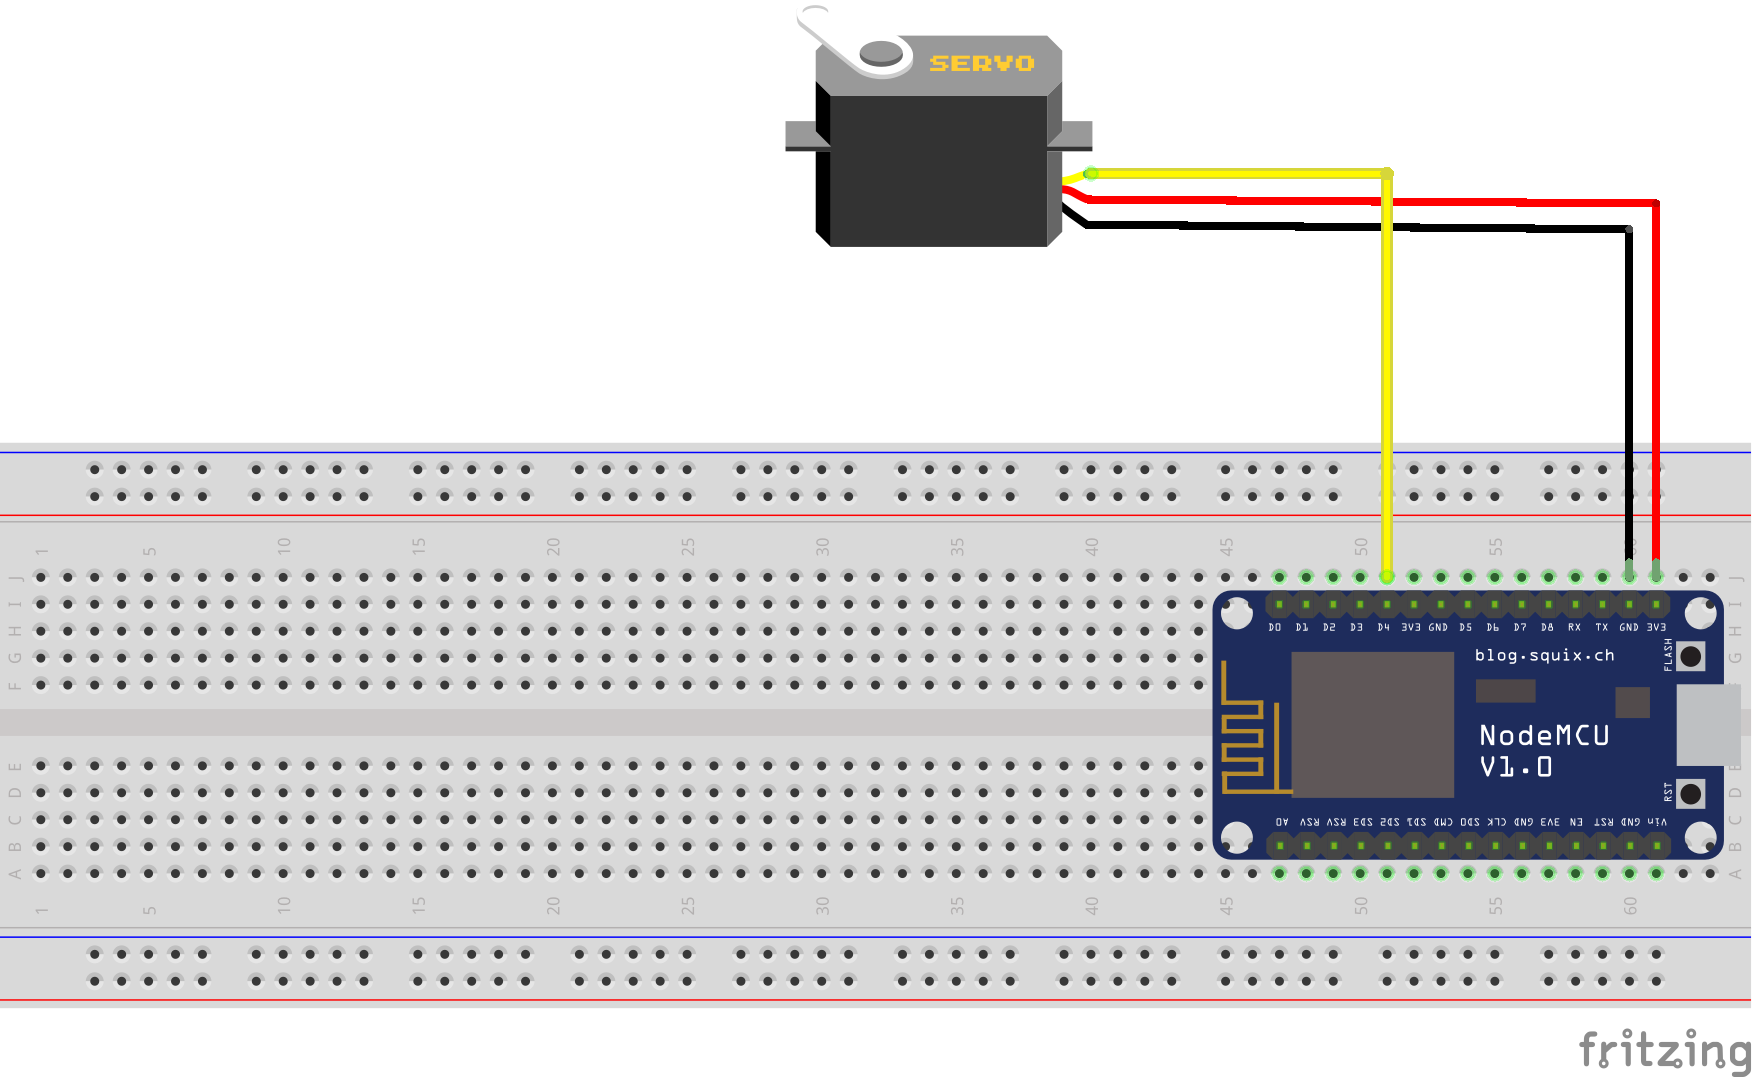 SERVO
1 5 10 15 20 25 30 35 40 45 50 55 60
J J
I I
H H
G G
F
D0 D1 D2 D3 D4 3V3 GND D5 D6 D7 D8 RX TX GND 3V3
blog.squix.ch
FLASH
NodeMCU
V1.0
RST
E
D D
C C
B B
A A
A0 RSV RSV SD3 SD2 SD1 CMD SD0 CLK GND 3V3 EN RST GND Vin
1 5 10 15 20 25 30 35 40 45 50 55 60
fritzing